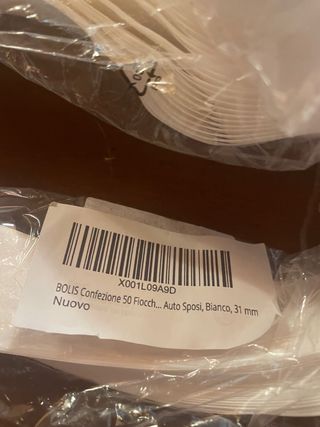 X001L09A9D
BOLIS Confezione 50 Fiocch... Auto Sposi, Bianco, 31 mm
Nuovo